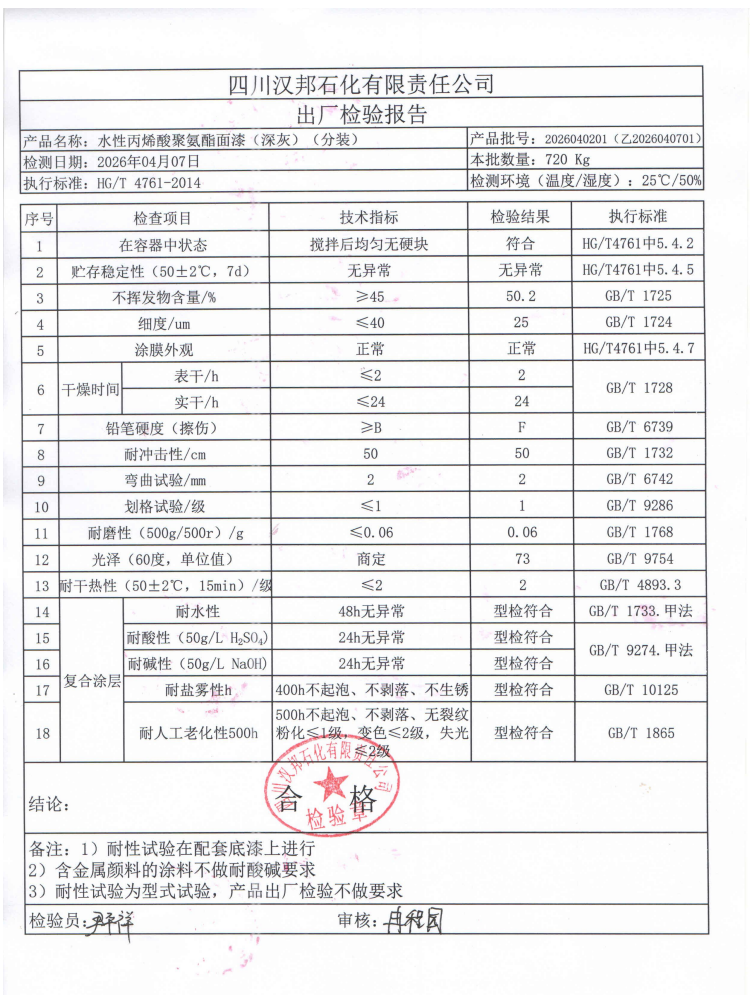 四川汉邦石化有限责任公司
出厂检验报告
产品名称：水性丙烯酸聚氨酯面漆（深灰）（分装） 产品批号：2026040201（乙2026040701）
检测日期：2026年04月07日 本批数量：720 Kg
执行标准：HG/T 4761-2014 检测环境（温度/湿度）：25℃/50%
序号 检查项目 技术指标 检验结果 执行标准
1 在容器中状态 搅拌后均匀无硬块 符合 HG/T4761中5.4.2
2 贮存稳定性（50±2℃，7d） 无异常 无异常 HG/T4761中5.4.5
3 不挥发物含量/% ≥45 50.2 GB/T 1725
4 细度/um ≤40 25 GB/T 1724
5 涂膜外观 正常 正常 HG/T4761中5.4.7
6 干燥时间 表干/h ≤2 2 GB/T 1728
实干/h ≤24 24
7 铅笔硬度（擦伤） ≥B F GB/T 6739
8 耐冲击性/cm 50 50 GB/T 1732
9 弯曲试验/mm 2 2 GB/T 6742
10 划格试验/级 ≤1 1 GB/T 9286
11 耐磨性（500g/500r）/g ≤0.06 0.06 GB/T 1768
12 光泽（60度，单位值） 商定 73 GB/T 9754
13 耐干热性（50±2℃，15min）/级 ≤2 2 GB/T 4893.3
14 复合涂层 耐水性 48h无异常 型检符合 GB/T 1733.甲法
15 耐酸性（50g/L H₂SO₄) 24h无异常 型检符合 GB/T 9274.甲法
16 耐碱性（50g/L NaOH) 24h无异常 型检符合
17 耐盐雾性h 400h不起泡、不剥落、不生锈 型检符合 GB/T 10125
18 耐人工老化性500h 500h不起泡、不剥落、无裂纹
粉化≤1级，变色≤2级，失光
≤2级 型检符合 GB/T 1865
四川汉邦石化有限责任公司
结论： 合 格
检验章
备注：1）耐性试验在配套底漆上进行
2）含金属颜料的涂料不做耐酸碱要求
3）耐性试验为型式试验，产品出厂检验不做要求
检验员： 审核：